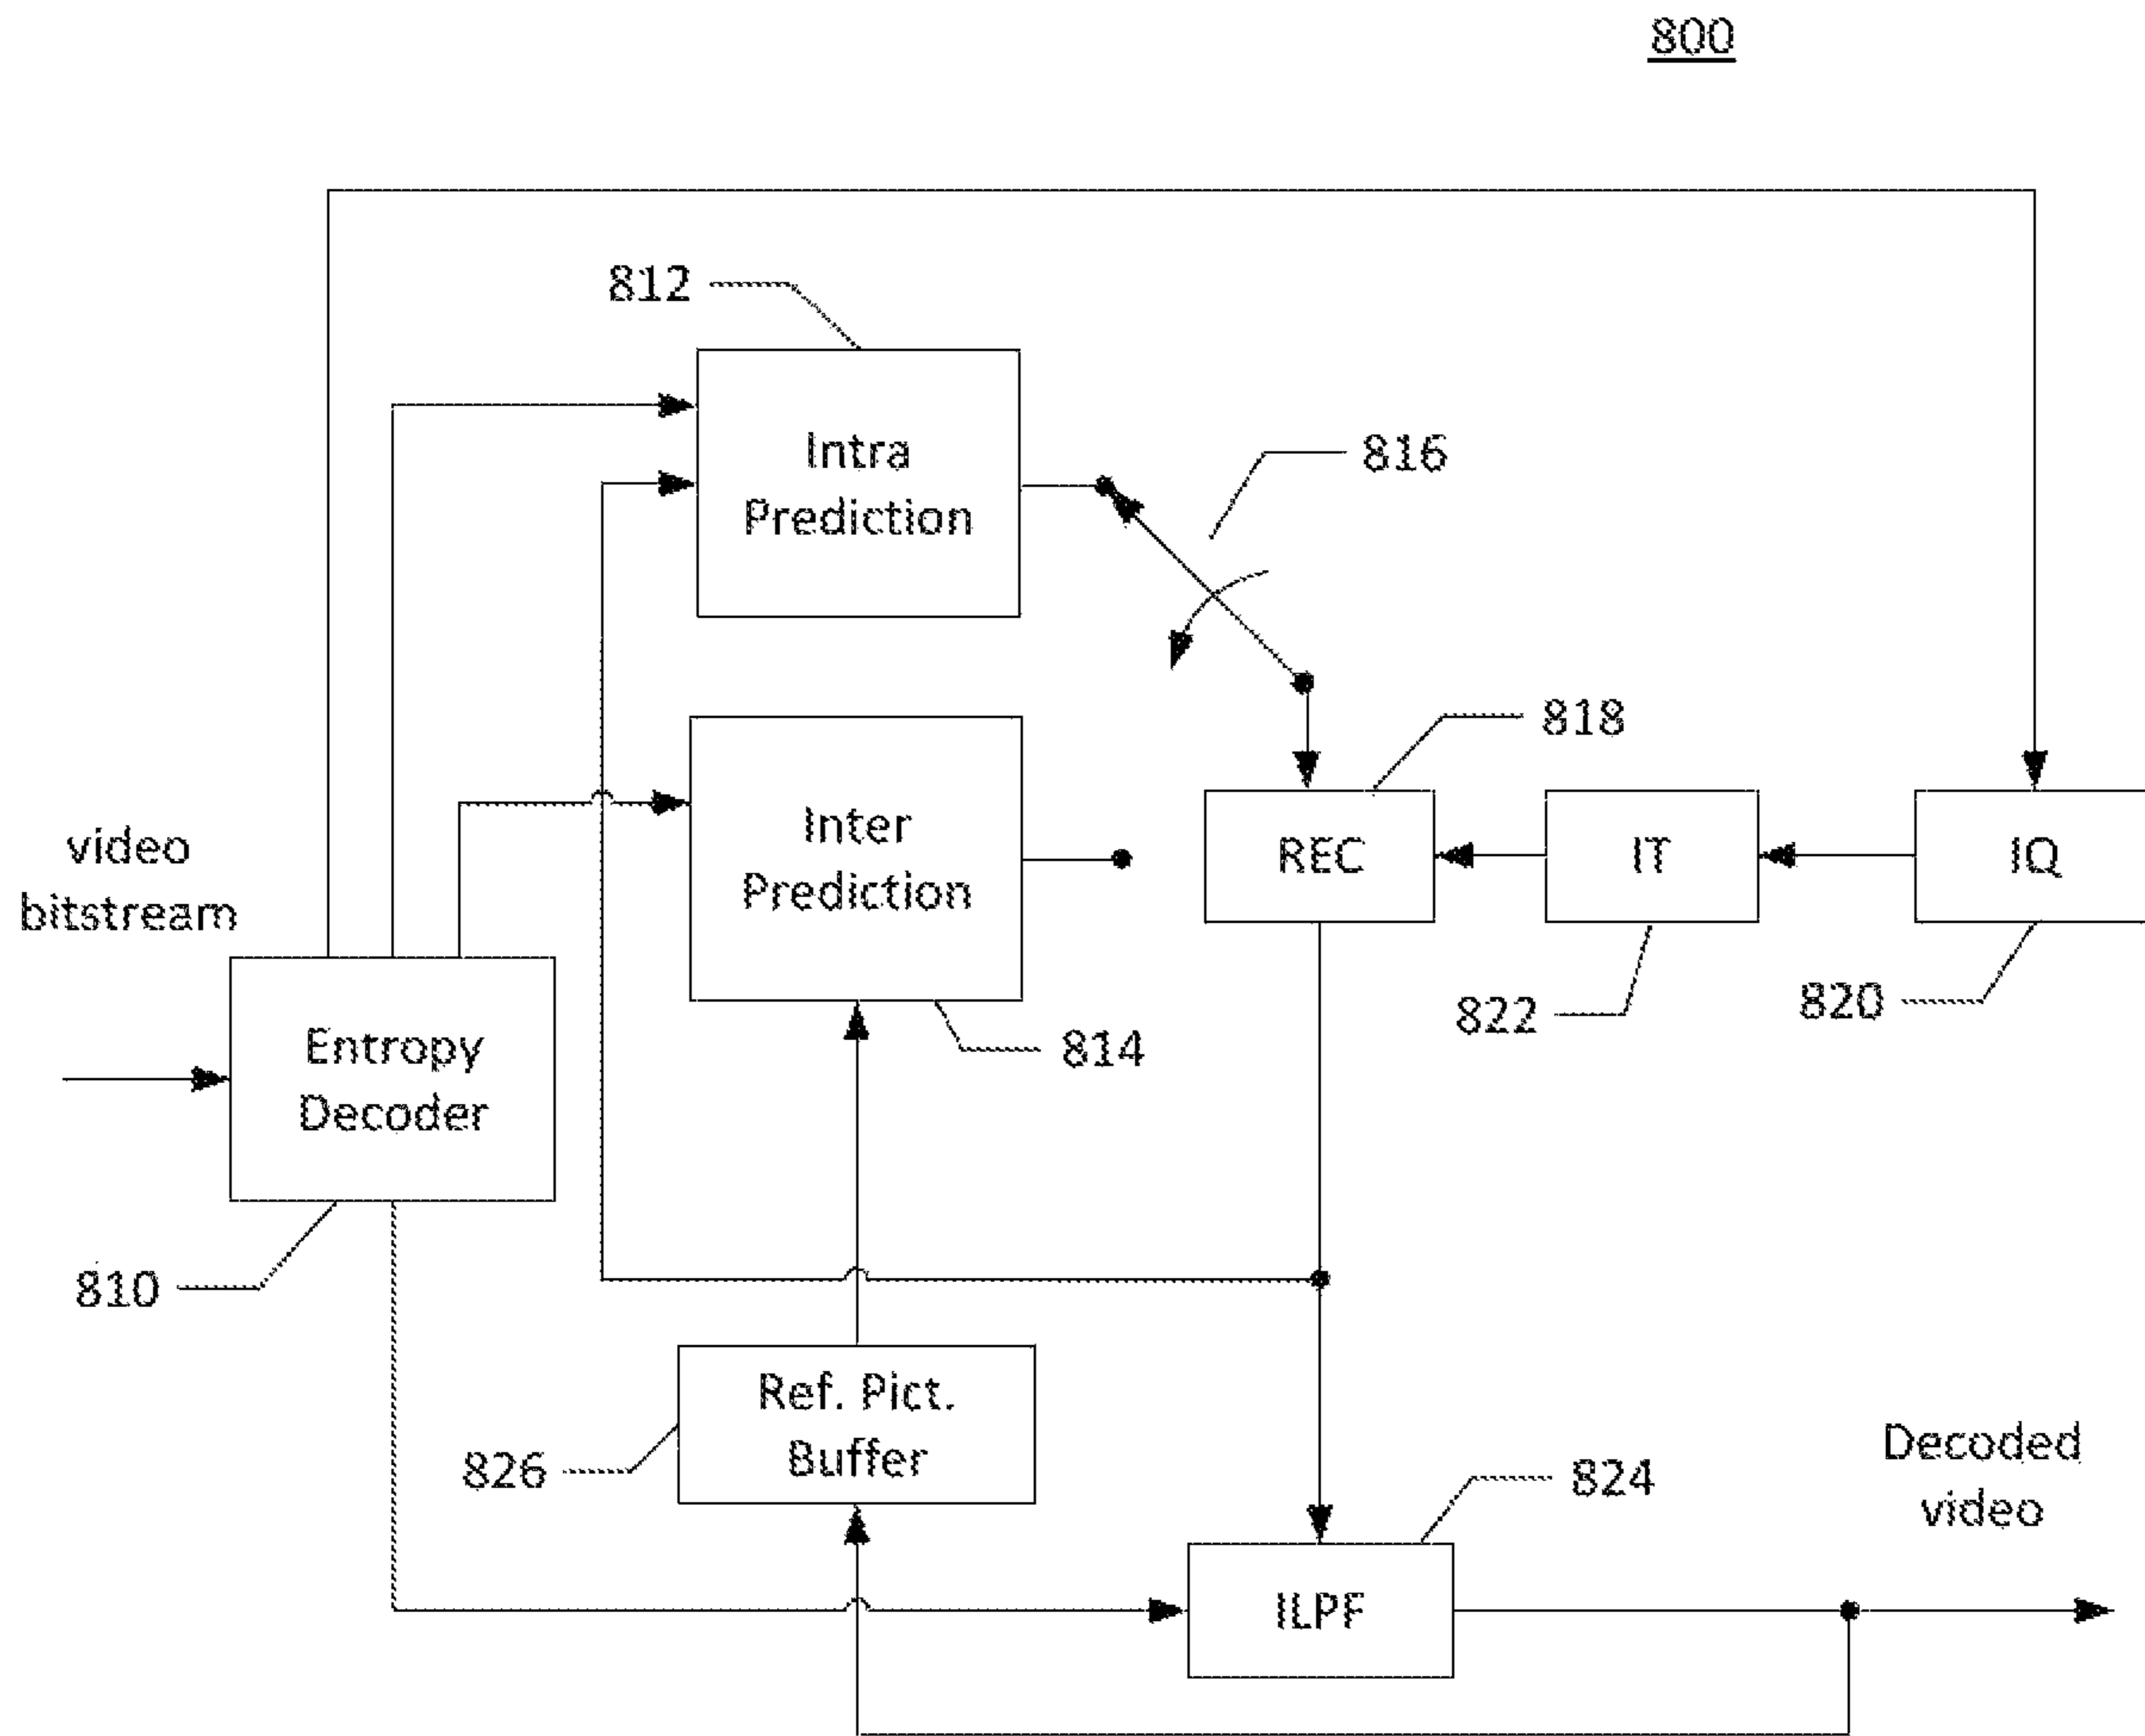 800
812
Intra
Prediction
816
818
Inter
Prediction
REC
IT
IQ
video
bitstream
822
820
814
Entropy
Decoder
810
Ref. Pict.
Buffer
826
824
Decoded
video
ILPF